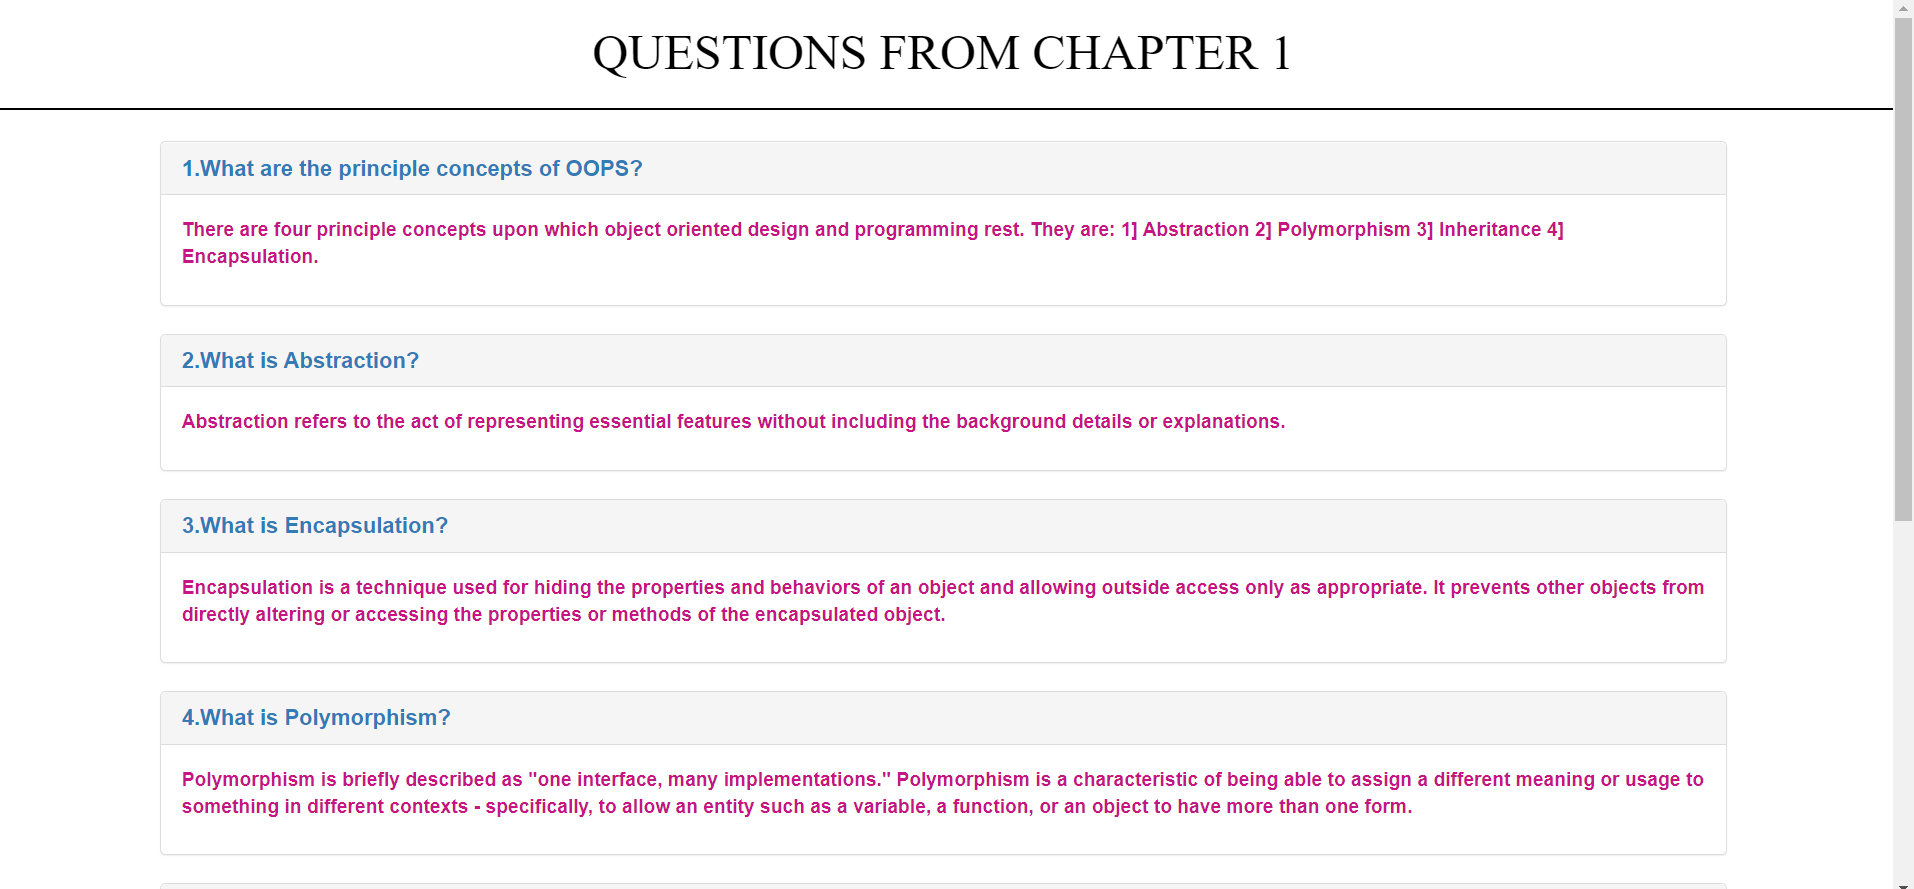 QUESTIONS FROM CHAPTER 1
1.What are the principle concepts of OOPS?
There are four principle concepts upon which object oriented design and programming rest. They are: 1] Abstraction 2] Polymorphism 3] Inheritance 4]
Encapsulation.
2.What is Abstraction?
Abstraction refers to the act of representing essential features without including the background details or explanations.
3.What is Encapsulation?
Encapsulation is a technique used for hiding the properties and behaviors of an object and allowing outside access only as appropriate. It prevents other objects from
directly altering or accessing the properties or methods of the encapsulated object.
4.What is Polymorphism?
Polymorphism is briefly described as "one interface, many implementations." Polymorphism is a characteristic of being able to assign a different meaning or usage to
something in different contexts - specifically, to allow an entity such as a variable, a function, or an object to have more than one form.